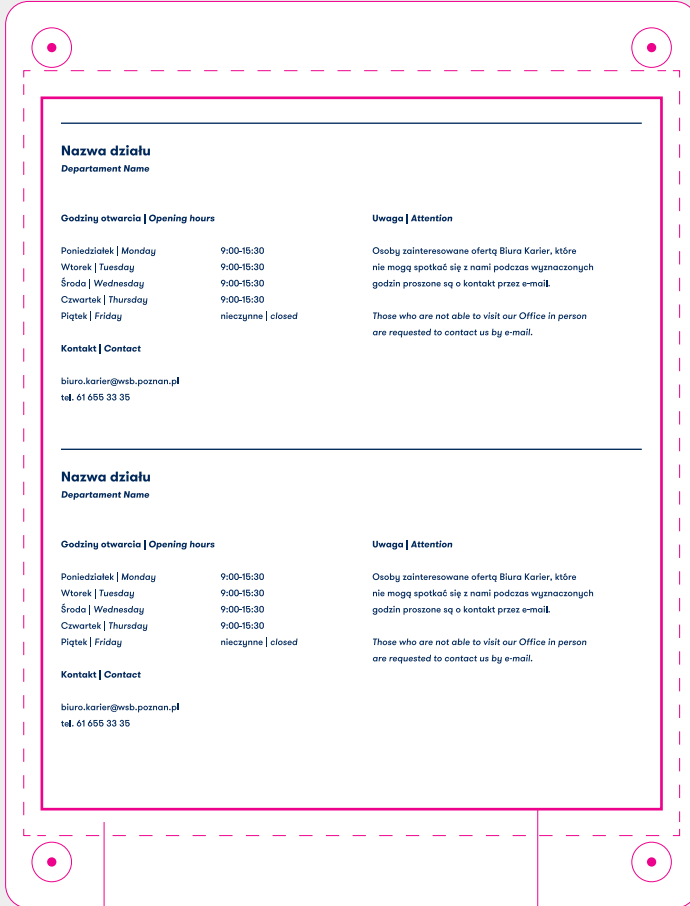 Nazwa działu
Departament Name
Godziny otwarcia | Opening hours
Poniedziałek | Monday 9:00-15:30
Wtorek | Tuesday 9:00-15:30
Środa | Wednesday 9:00-15:30
Czwartek | Thursday 9:00-15:30
Piątek | Friday nieczynne | closed
Kontakt | Contact
biuro.karier@wsb.poznan.pl
tel. 61 655 33 35
Uwaga | Attention
Osoby zainteresowane ofertą Biura Karier, które
nie mogą spotkać się z nami podczas wyznaczonych
godzin proszone są o kontakt przez e-mail.
Those who are not able to visit our Office in person
are requested to contact us by e-mail.
Nazwa działu
Departament Name
Godziny otwarcia | Opening hours
Poniedziałek | Monday 9:00-15:30
Wtorek | Tuesday 9:00-15:30
Środa | Wednesday 9:00-15:30
Czwartek | Thursday 9:00-15:30
Piątek | Friday nieczynne | closed
Kontakt | Contact
biuro.karier@wsb.poznan.pl
tel. 61 655 33 35
Uwaga | Attention
Osoby zainteresowane ofertą Biura Karier, które
nie mogą spotkać się z nami podczas wyznaczonych
godzin proszone są o kontakt przez e-mail.
Those who are not able to visit our Office in person
are requested to contact us by e-mail.